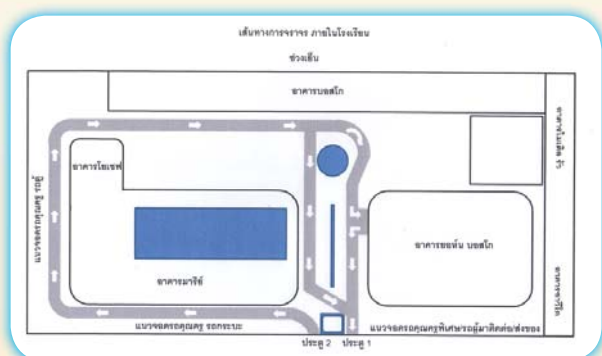 เส้นทางการจราจร ภายในโรงเรียน
ช่วงเย็น
อาคารบอสโก
อาคารโยเซฟ
อาคารมารีย์
อาคารยอห์น บอสโก
แนวจอดรถคุณครู รถกระบะ
แนวจอดรถคุณครูพิเศษ/รถผู้มาติดต่อ/ส่งของ
ประตู 2
ประตู 1